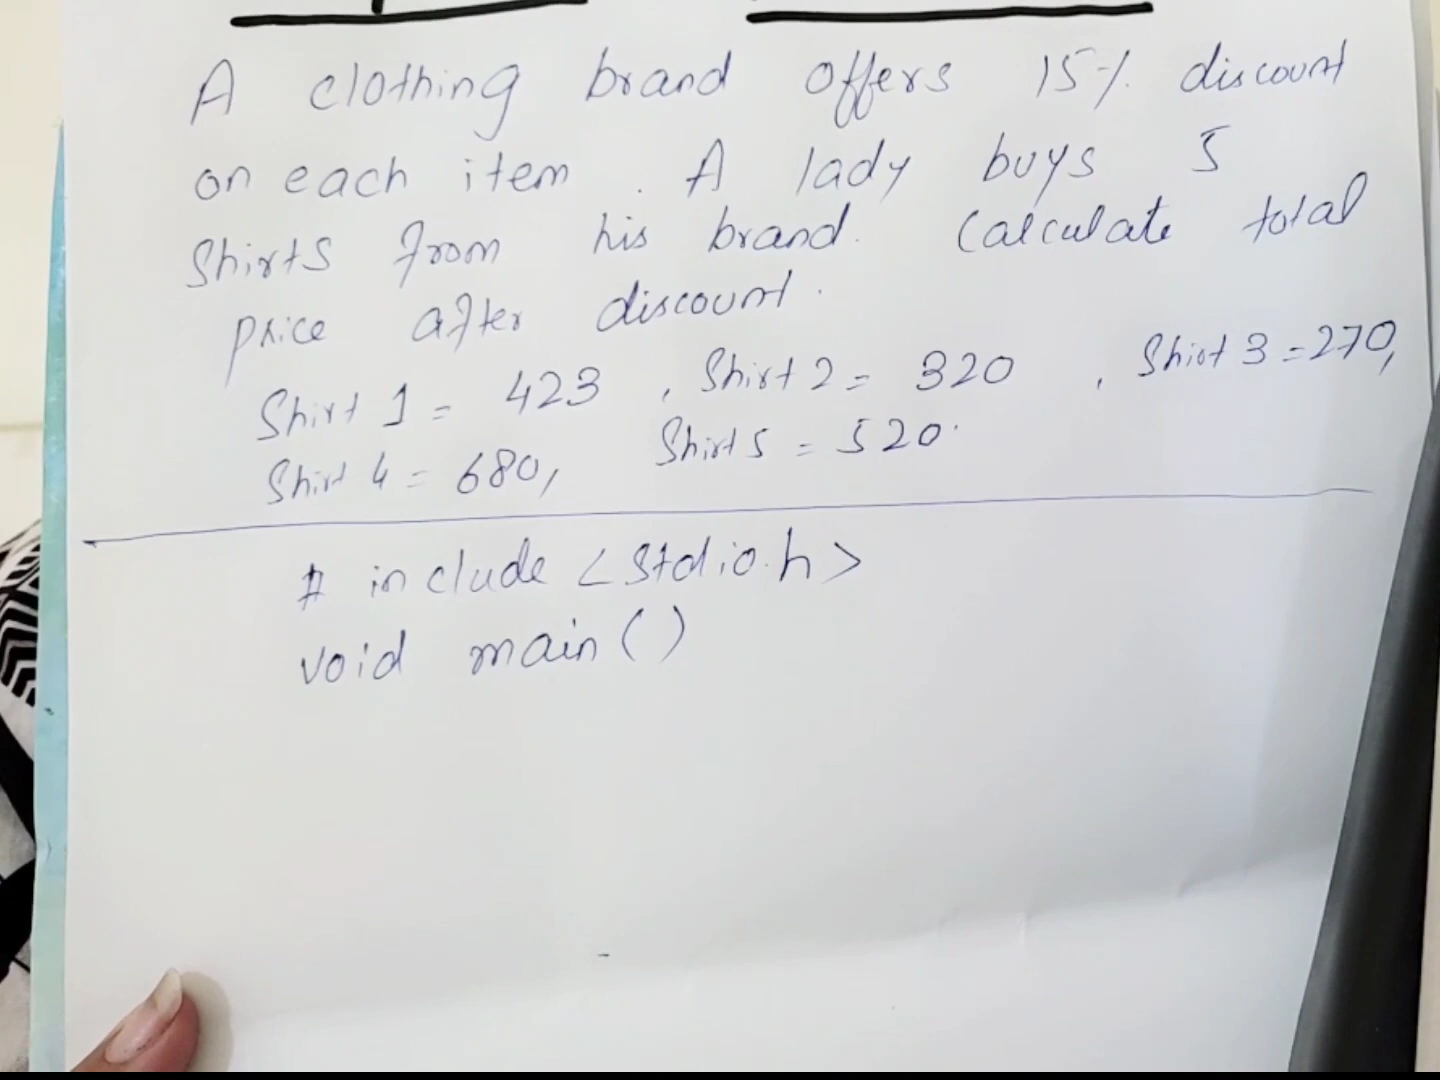 A clothing brand offers 15% discount
on each item. A lady buys 5
Shirts from his brand. Calculate total
price after discount.
Shirt 1 = 423, Shirt 2 = 320, Shirt 3 = 270,
Shirt 4 = 680, Shirt 5 = 520.
# include <stdio.h>
void main()